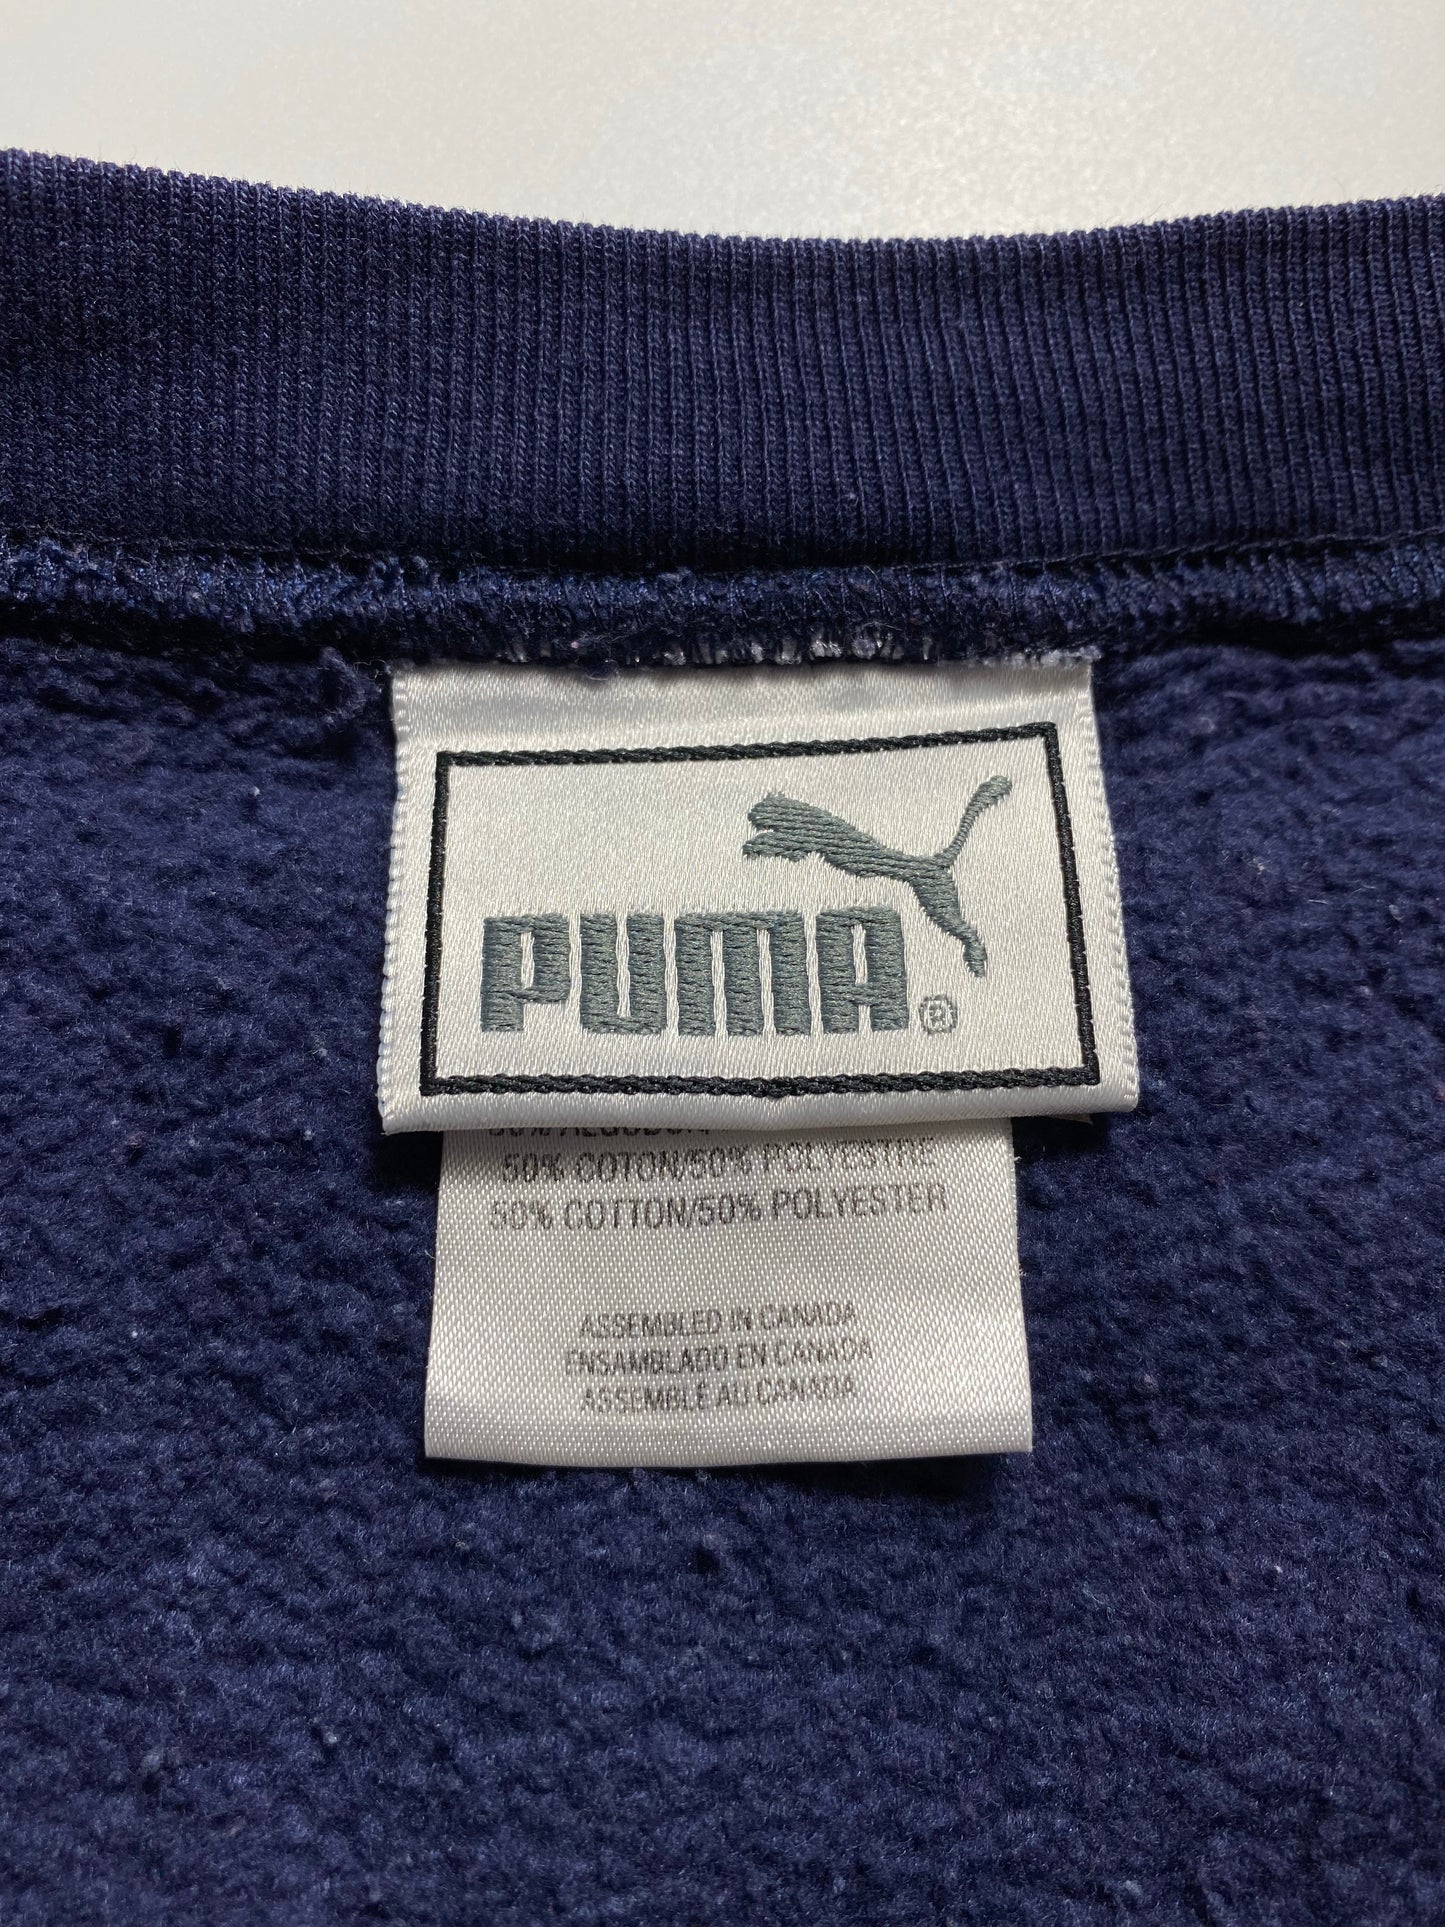 PUMA®
50% COTON/50% POLYESTRE
50% COTTON/50% POLYESTER
ASSEMBLED IN CANADA
ENSAMBLADO EN CANADA
ASSEMBLÉ AU CANADA